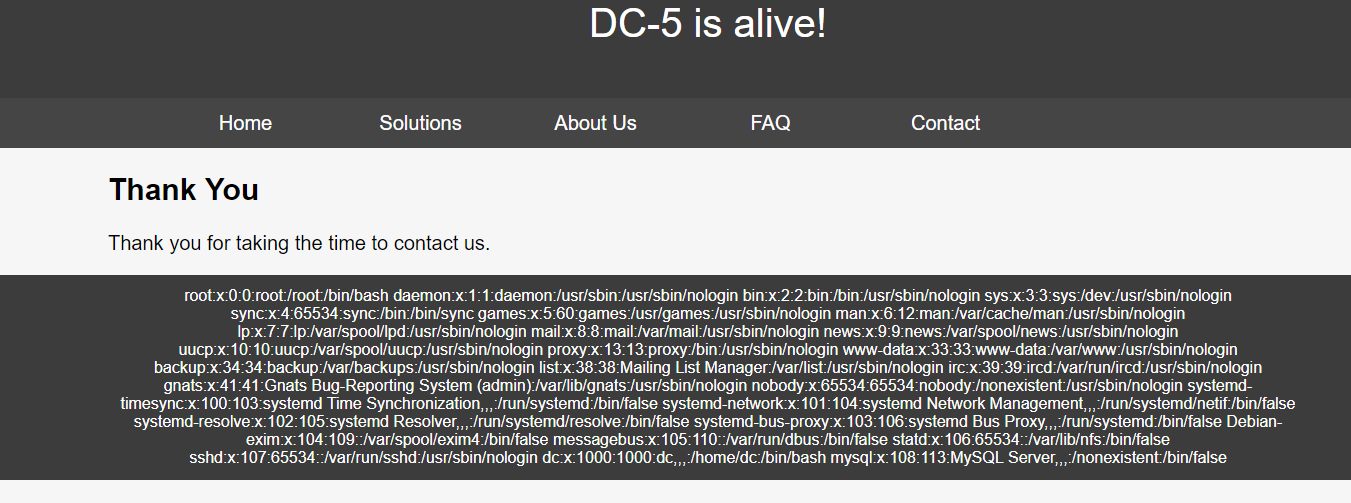 DC-5 is alive!
Home Solutions About Us FAQ Contact
Thank You
Thank you for taking the time to contact us.
root:x:0:0:root:/root:/bin/bash daemon:x:1:1:daemon:/usr/sbin:/usr/sbin/nologin bin:x:2:2:bin:/bin:/usr/sbin/nologin sys:x:3:3:sys:/dev:/usr/sbin/nologin
sync:x:4:65534:sync:/bin:/bin/sync games:x:5:60:games:/usr/games:/usr/sbin/nologin man:x:6:12:man:/var/cache/man:/usr/sbin/nologin
lp:x:7:7:lp:/var/spool/lpd:/usr/sbin/nologin mail:x:8:8:mail:/var/mail:/usr/sbin/nologin news:x:9:9:news:/var/spool/news:/usr/sbin/nologin
uucp:x:10:10:uucp:/var/spool/uucp:/usr/sbin/nologin proxy:x:13:13:proxy:/bin:/usr/sbin/nologin www-data:x:33:33:www-data:/var/www:/usr/sbin/nologin
backup:x:34:34:backup:/var/backups:/usr/sbin/nologin list:x:38:38:Mailing List Manager:/var/list:/usr/sbin/nologin irc:x:39:39:ircd:/var/run/ircd:/usr/sbin/nologin
gnats:x:41:41:Gnats Bug-Reporting System (admin):/var/lib/gnats:/usr/sbin/nologin nobody:x:65534:65534:nobody:/nonexistent:/usr/sbin/nologin systemd-
timesync:x:100:103:systemd Time Synchronization,,,:/run/systemd:/bin/false systemd-network:x:101:104:systemd Network Management,,,:/run/systemd/netif:/bin/false
systemd-resolve:x:102:105:systemd Resolver,,,:/run/systemd/resolve:/bin/false systemd-bus-proxy:x:103:106:systemd Bus Proxy,,,:/run/systemd:/bin/false Debian-
exim:x:104:109::/var/spool/exim4:/bin/false messagebus:x:105:110::/var/run/dbus:/bin/false statd:x:106:65534::/var/lib/nfs:/bin/false
sshd:x:107:65534::/var/run/sshd:/usr/sbin/nologin dc:x:1000:1000:dc,,,:/home/dc:/bin/bash mysql:x:108:113:MySQL Server,,,:/nonexistent:/bin/false